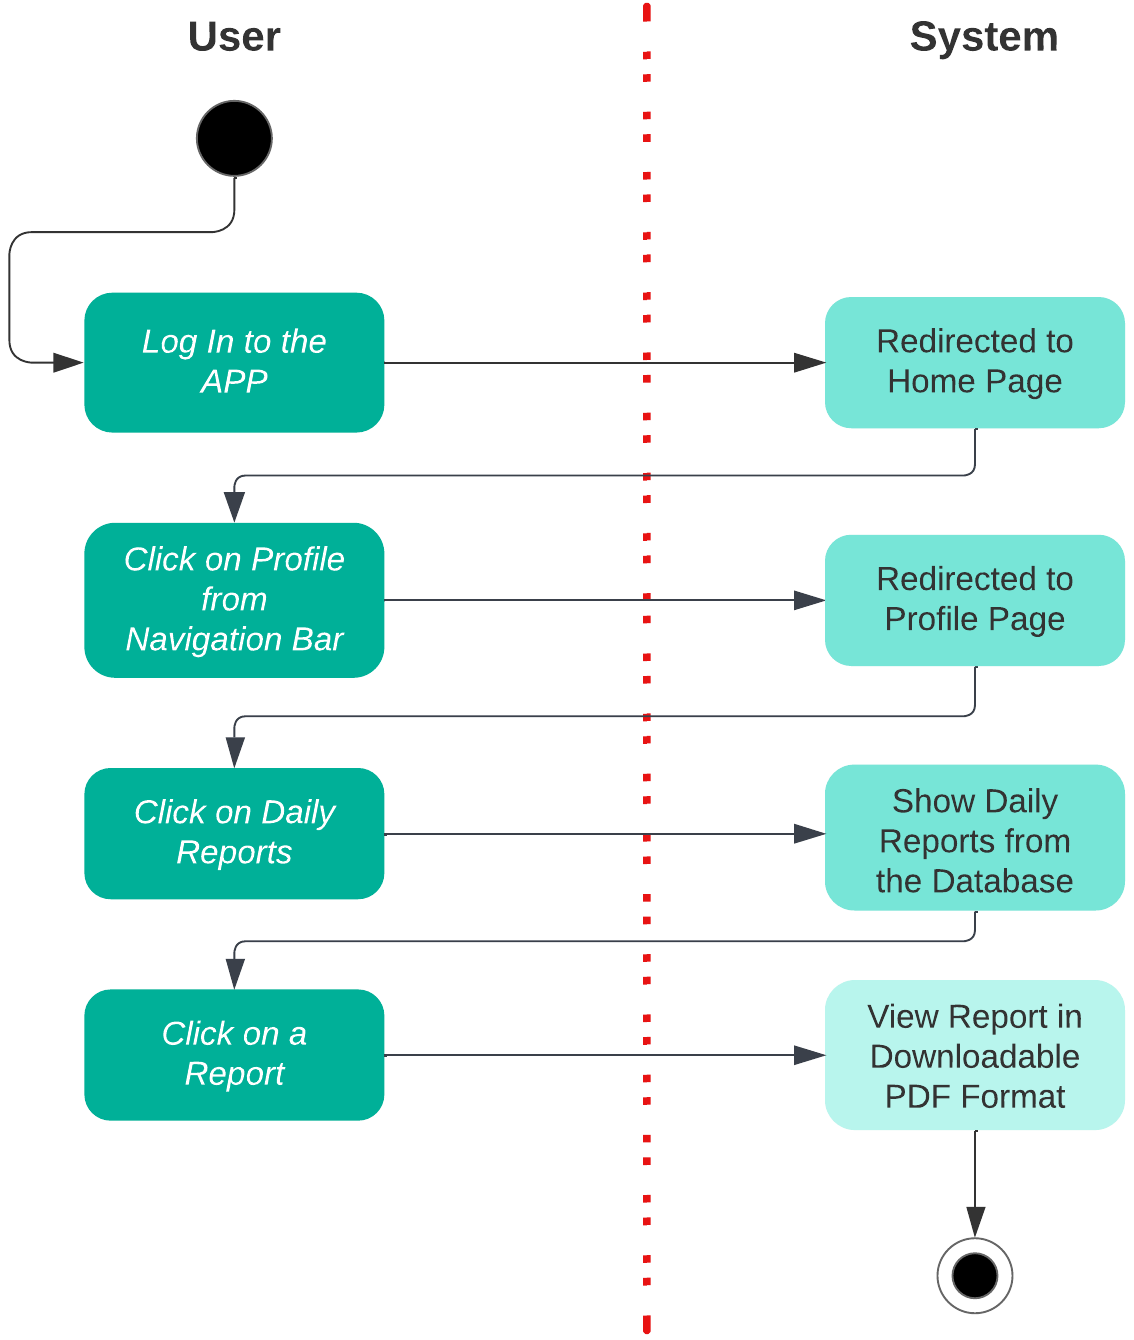 User
System
Log In to the
APP
Redirected to
Home Page
Click on Profile
from
Navigation Bar
Redirected to
Profile Page
Click on Daily
Reports
Show Daily
Reports from
the Database
Click on a
Report
View Report in
Downloadable
PDF Format